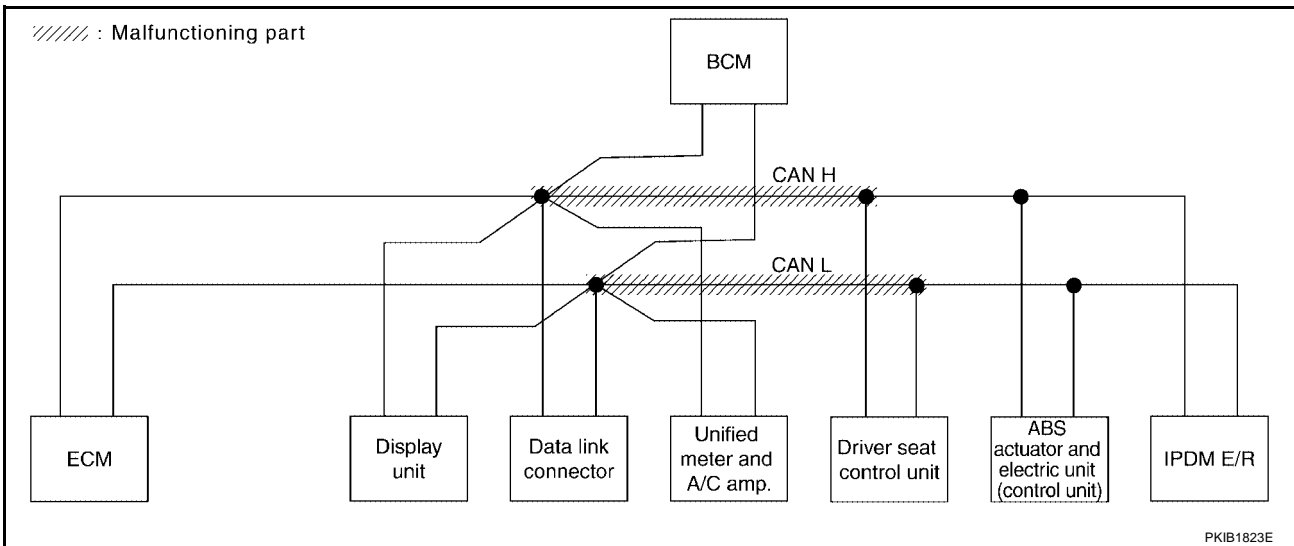 : Malfunctioning part
BCM
CAN H
CAN L
ECM
Display
unit
Data link
connector
Unified
meter and
A/C amp.
Driver seat
control unit
ABS
actuator and
electric unit
(control unit)
IPDM E/R
PKIB1823E